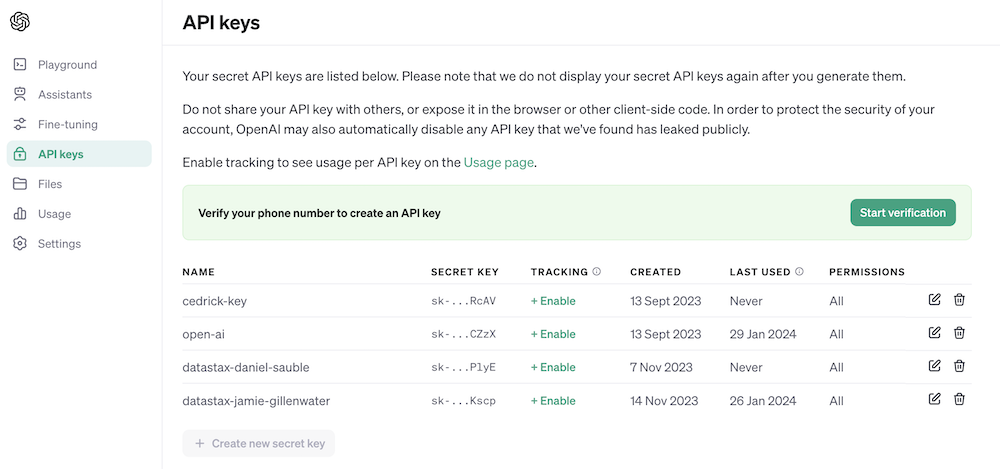 API keys
Playground
Assistants
Fine-tuning
API keys
Files
Usage
Settings
Your secret API keys are listed below. Please note that we do not display your secret API keys again after you generate them.
Do not share your API key with others, or expose it in the browser or other client-side code. In order to protect the security of your
account, OpenAI may also automatically disable any API key that we've found has leaked publicly.
Enable tracking to see usage per API key on the Usage page.
Verify your phone number to create an API key
Start verification
NAME SECRET KEY TRACKING CREATED LAST USED PERMISSIONS
cedrick-key sk-...RcAV + Enable 13 Sept 2023 Never All
open-ai sk-...CZzX + Enable 13 Sept 2023 29 Jan 2024 All
datastax-daniel-sauble sk-...PlyE + Enable 7 Nov 2023 Never All
datastax-jamie-gillenwater sk-...Kscp + Enable 14 Nov 2023 26 Jan 2024 All
+ Create new secret key